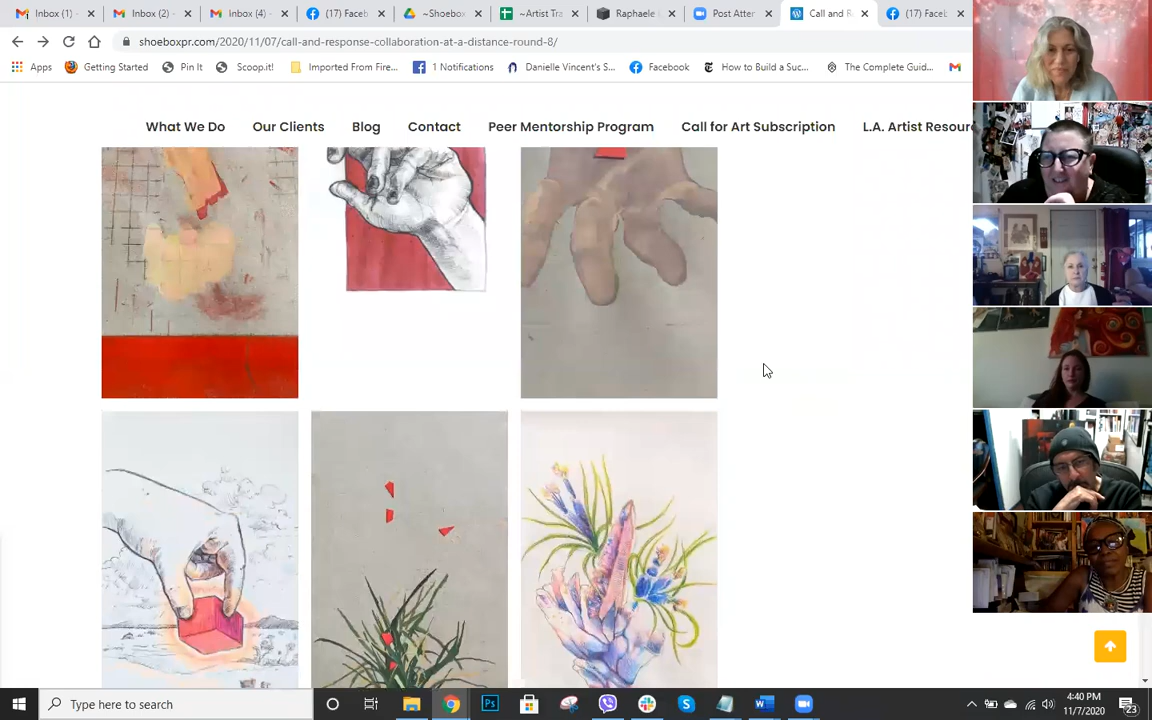 Inbox (1) -
Inbox (2) -
Inbox (4) -
(17) Faceb
~Shoebox
~Artist Tra
Raphaele
Post Atter
Call and R
(17) Faceb
shoeboxpr.com/2020/11/07/call-and-response-collaboration-at-a-distance-round-8/
Apps
Getting Started
Pin It
Scoop.it!
Imported From Fire...
1 Notifications
Danielle Vincent's S...
Facebook
How to Build a Suc...
The Complete Guid...
What We Do
Our Clients
Blog
Contact
Peer Mentorship Program
Call for Art Subscription
L.A. Artist Resour
Type here to search
Ps
4:40 PM
11/7/2020
23